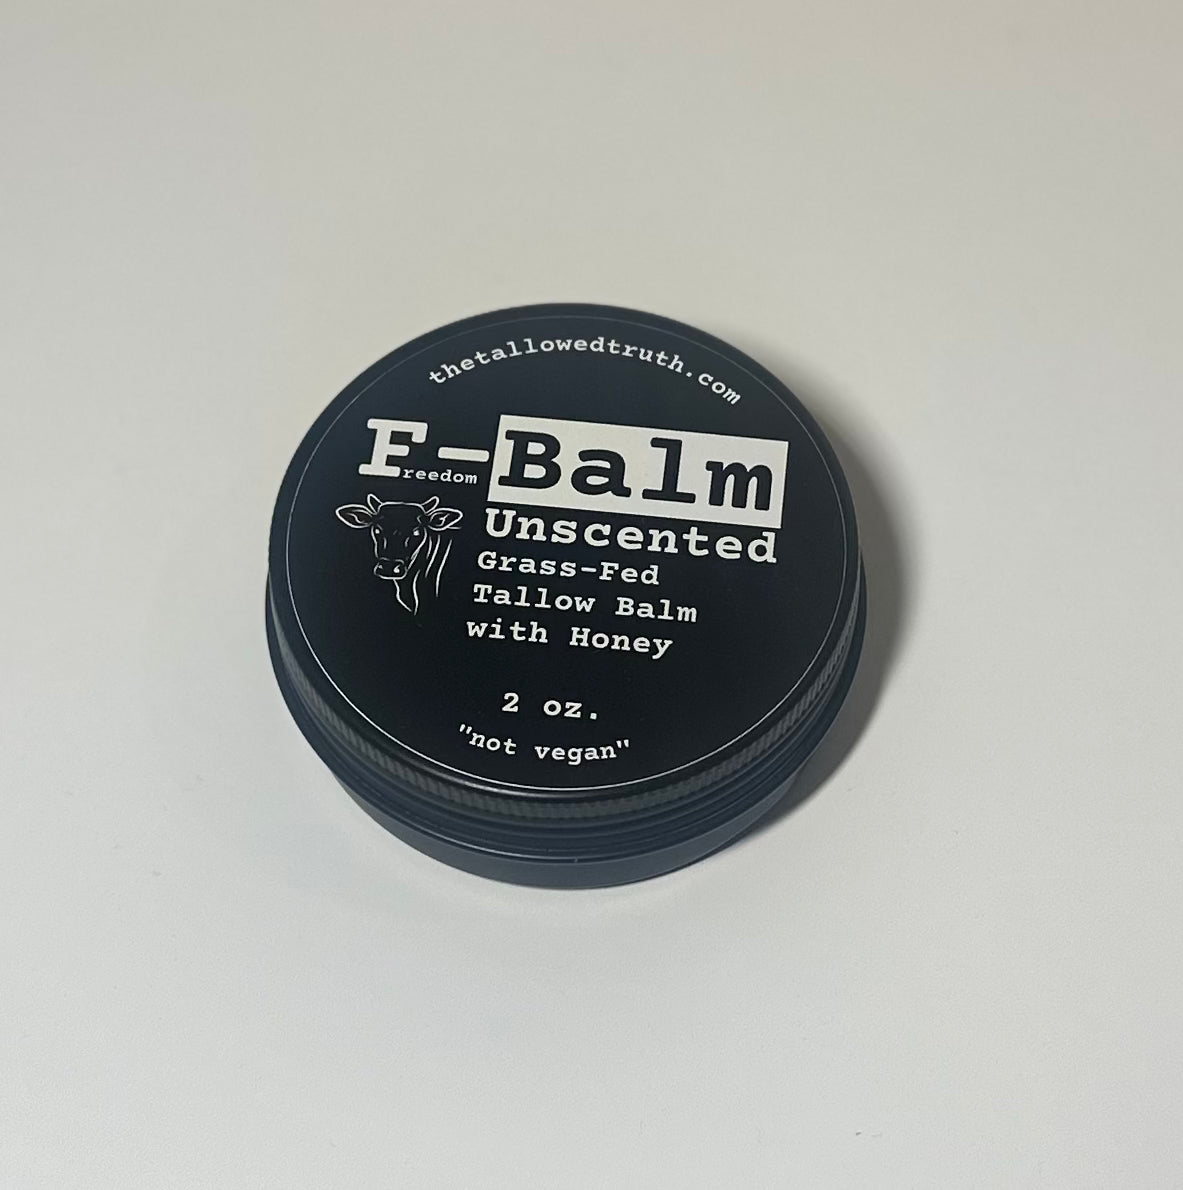 thetallowedtruth.com
F-Balm
reedom
Unscented
Grass-Fed
Tallow Balm
with Honey
2 oz.
"not vegan"